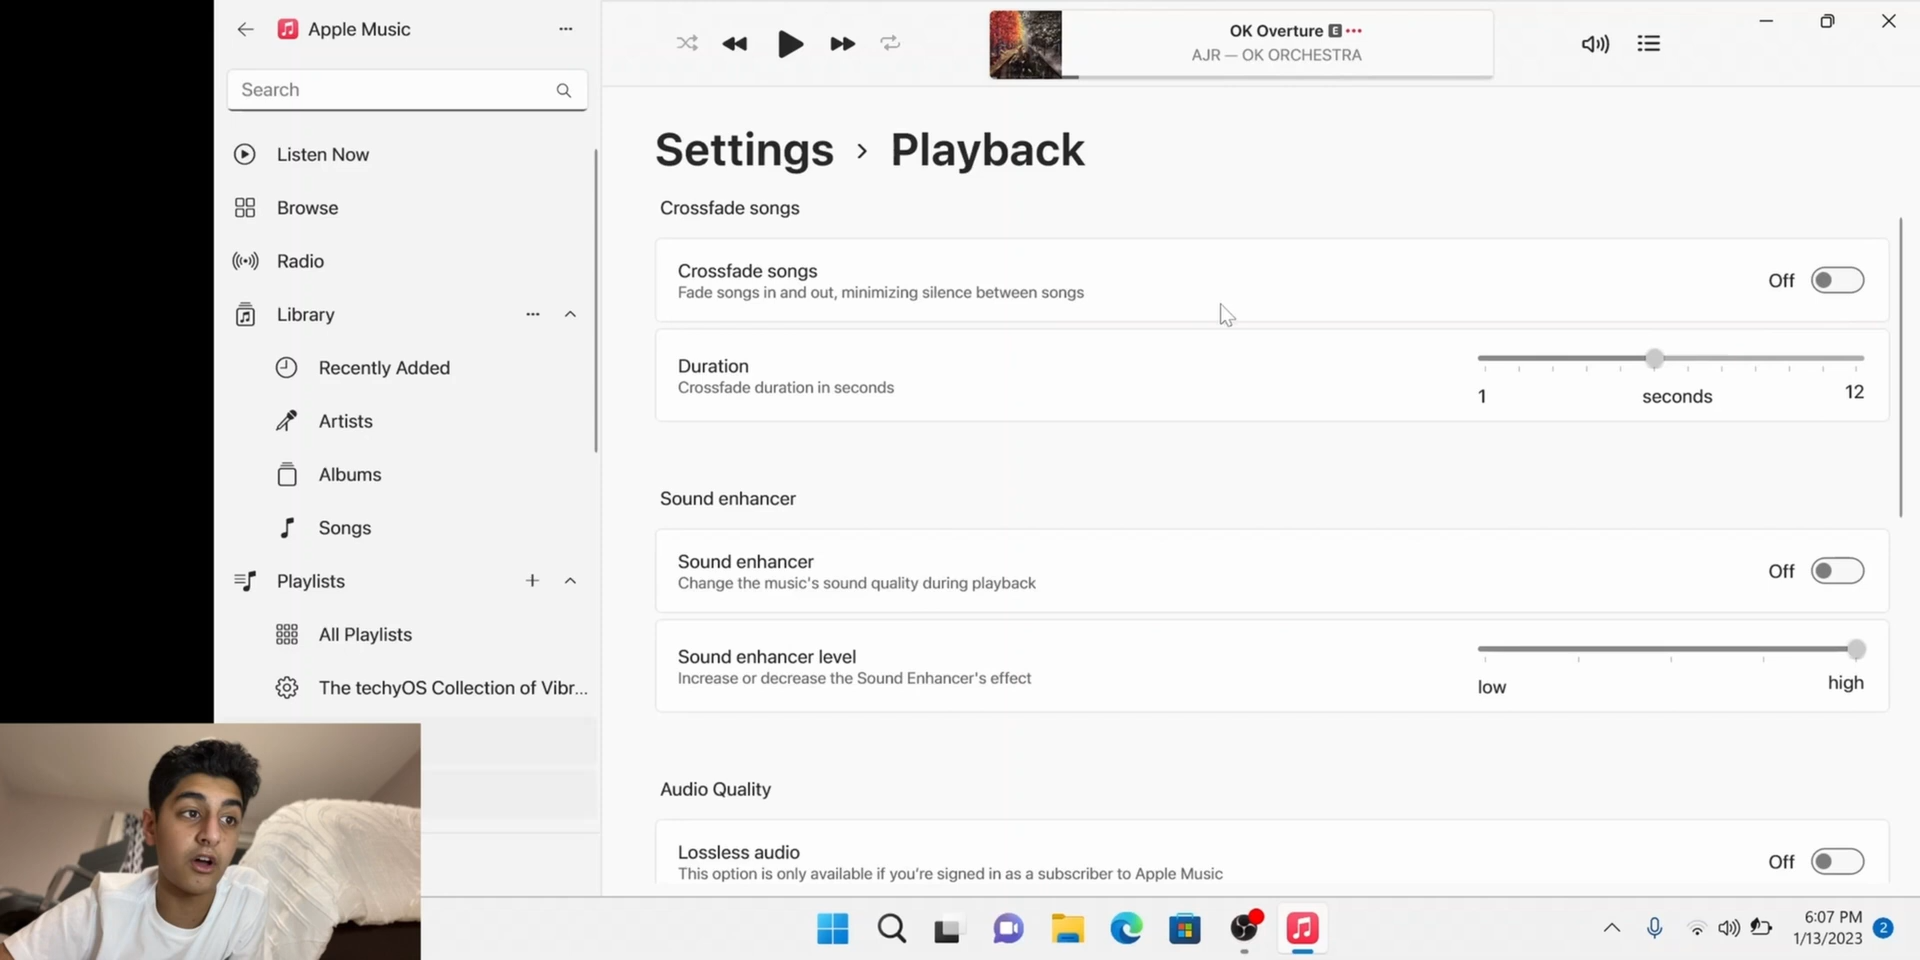 Apple Music
Search
Listen Now
Browse
Radio
Library
Recently Added
Artists
Albums
Songs
Playlists
All Playlists
The techyOS Collection of Vibr...
OK Overture E
AJR — OK ORCHESTRA
Settings › Playback
Crossfade songs
Crossfade songs
Fade songs in and out, minimizing silence between songs
Off
Duration
Crossfade duration in seconds
1 seconds 12
Sound enhancer
Sound enhancer
Change the music's sound quality during playback
Off
Sound enhancer level
Increase or decrease the Sound Enhancer's effect
low high
Audio Quality
Lossless audio
This option is only available if you're signed in as a subscriber to Apple Music
Off
6:07 PM
1/13/2023
2